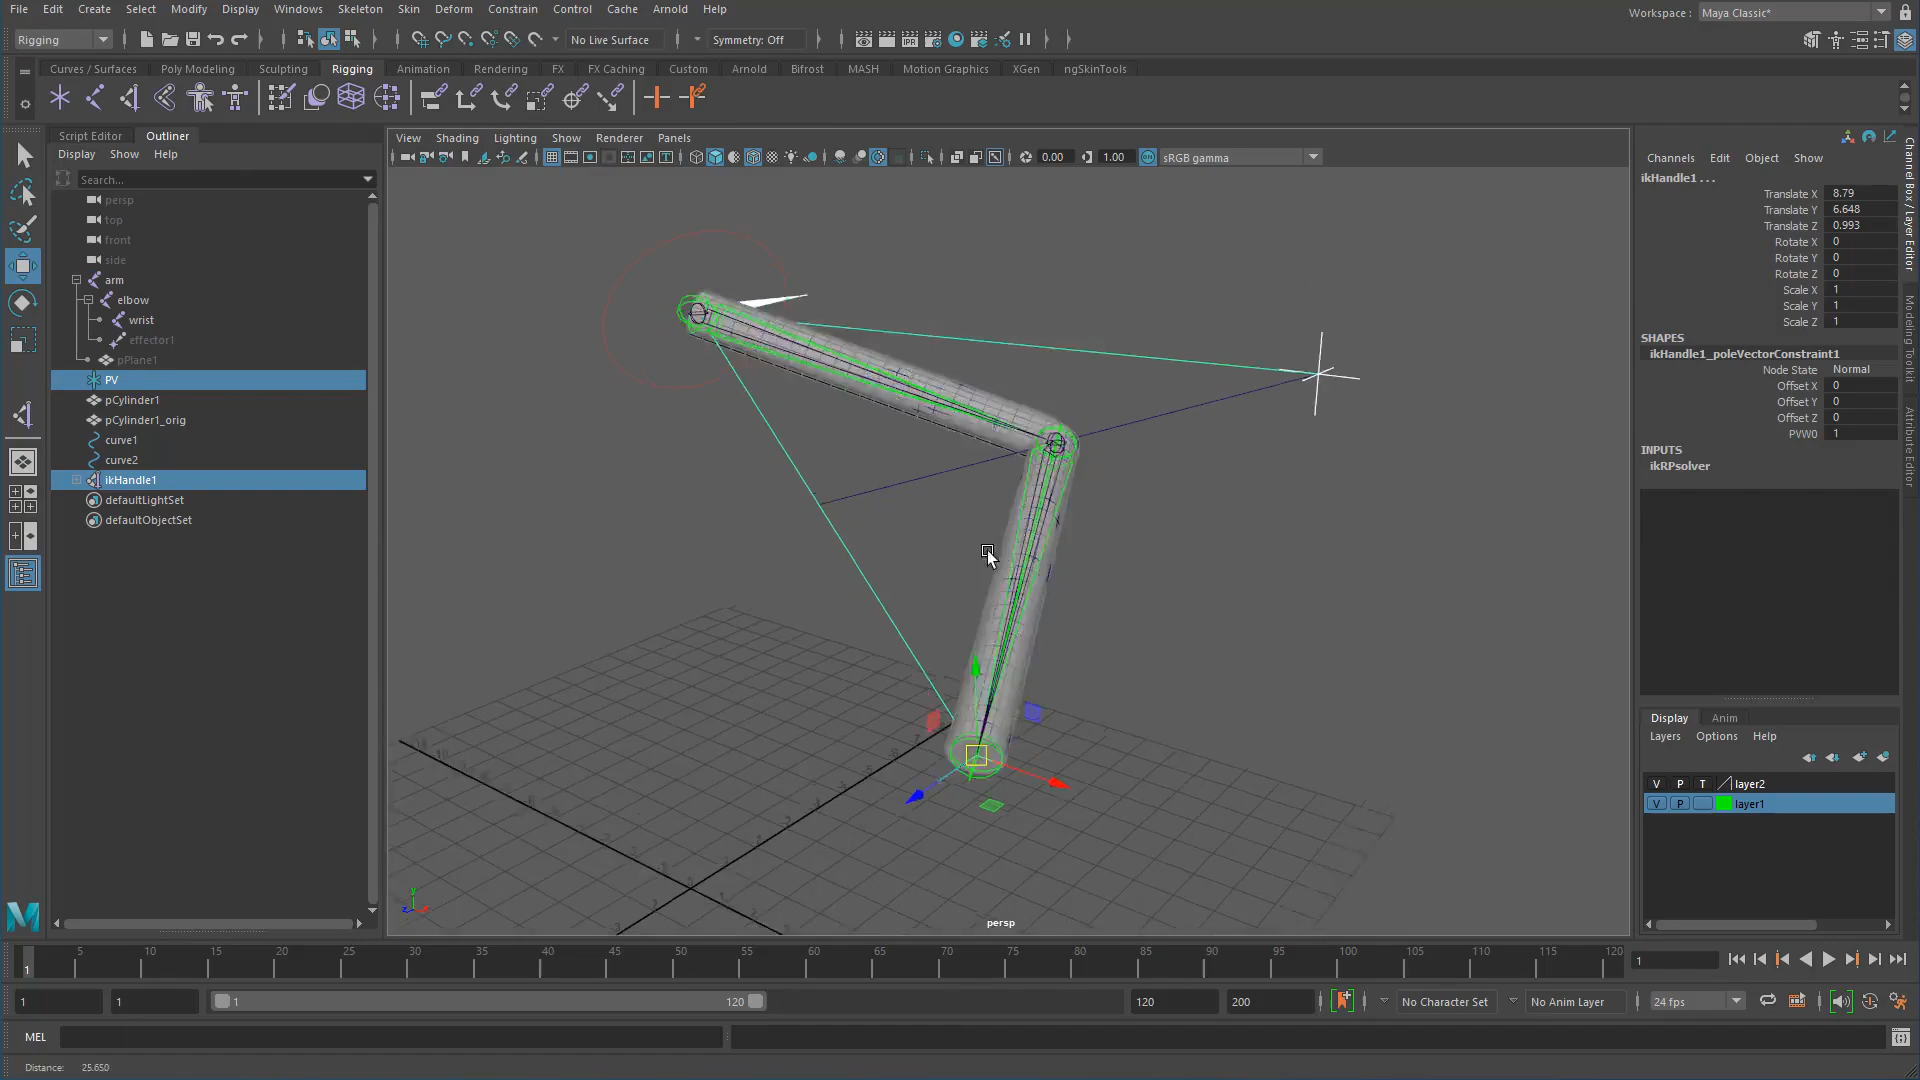 File Edit Create Select Modify Display Windows Skeleton Skin Deform Constrain Control Cache Arnold Help
Workspace : Maya Classic*
Rigging No Live Surface Symmetry: Off
Curves / Surfaces Poly Modeling Sculpting Rigging Animation Rendering FX FX Caching Custom Arnold Bifrost MASH Motion Graphics XGen ngSkinTools
Script Editor Outliner
Display Show Help
Search...
persp
top
front
side
arm
elbow
wrist
effector1
pPlane1
PV
pCylinder1
pCylinder1_orig
curve1
curve2
ikHandle1
defaultLightSet
defaultObjectSet
View Shading Lighting Show Renderer Panels
0.00 1.00 sRGB gamma
persp
Channels Edit Object Show
ikHandle1 . . .
Translate X 8.79
Translate Y 6.648
Translate Z 0.993
Rotate X 0
Rotate Y 0
Rotate Z 0
Scale X 1
Scale Y 1
Scale Z 1
SHAPES
ikHandle1_poleVectorConstraint1
Node State Normal
Offset X 0
Offset Y 0
Offset Z 0
PVW0 1
INPUTS
ikRPsolver
Display Anim
Layers Options Help
V P T layer2
V P layer1
Channel Box / Layer Editor
Modeling Toolkit
Attribute Editor
5 10 15 20 25 30 35 40 45 50 55 60 65 70 75 80 85 90 95 100 105 110 115 120
1 1
1 1 1 120 120 200 No Character Set No Anim Layer 24 fps
MEL
Distance: 25.650